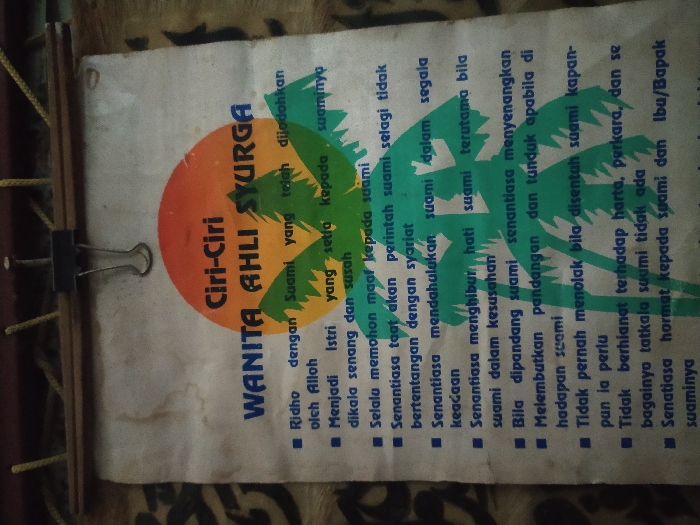 Ciri-Ciri
WANITA AHLI SYURGA
Ridho dengan Suami yang telah dijodohkan
oleh Alloh
Menjadi Istri yang setia kepada suaminya
dikala senang dan susah
Selalu memohon maaf kepada suami
Senantiasa taat akan perintah suami selagi tidak
bertentangan dengan syariat
Senantiasa mendahulukan suami dalam segala
keadaan
Senantiasa menghibur hati suami terutama bila
suami dalam kesusahan
Bila dipandang suami senantiasa menyenangkan
Melembutkan pandangan dan tunduk apabila di
hadapan suami
Tidak pernah menolak bila disentuh suami kapan-
pun ia perlu
Tidak berhianat terhadap harta, perkara, dan se
bagainya tatkala suami tidak ada
Senatiasa hormat kepada suami dan Ibu/Bapak
suaminya